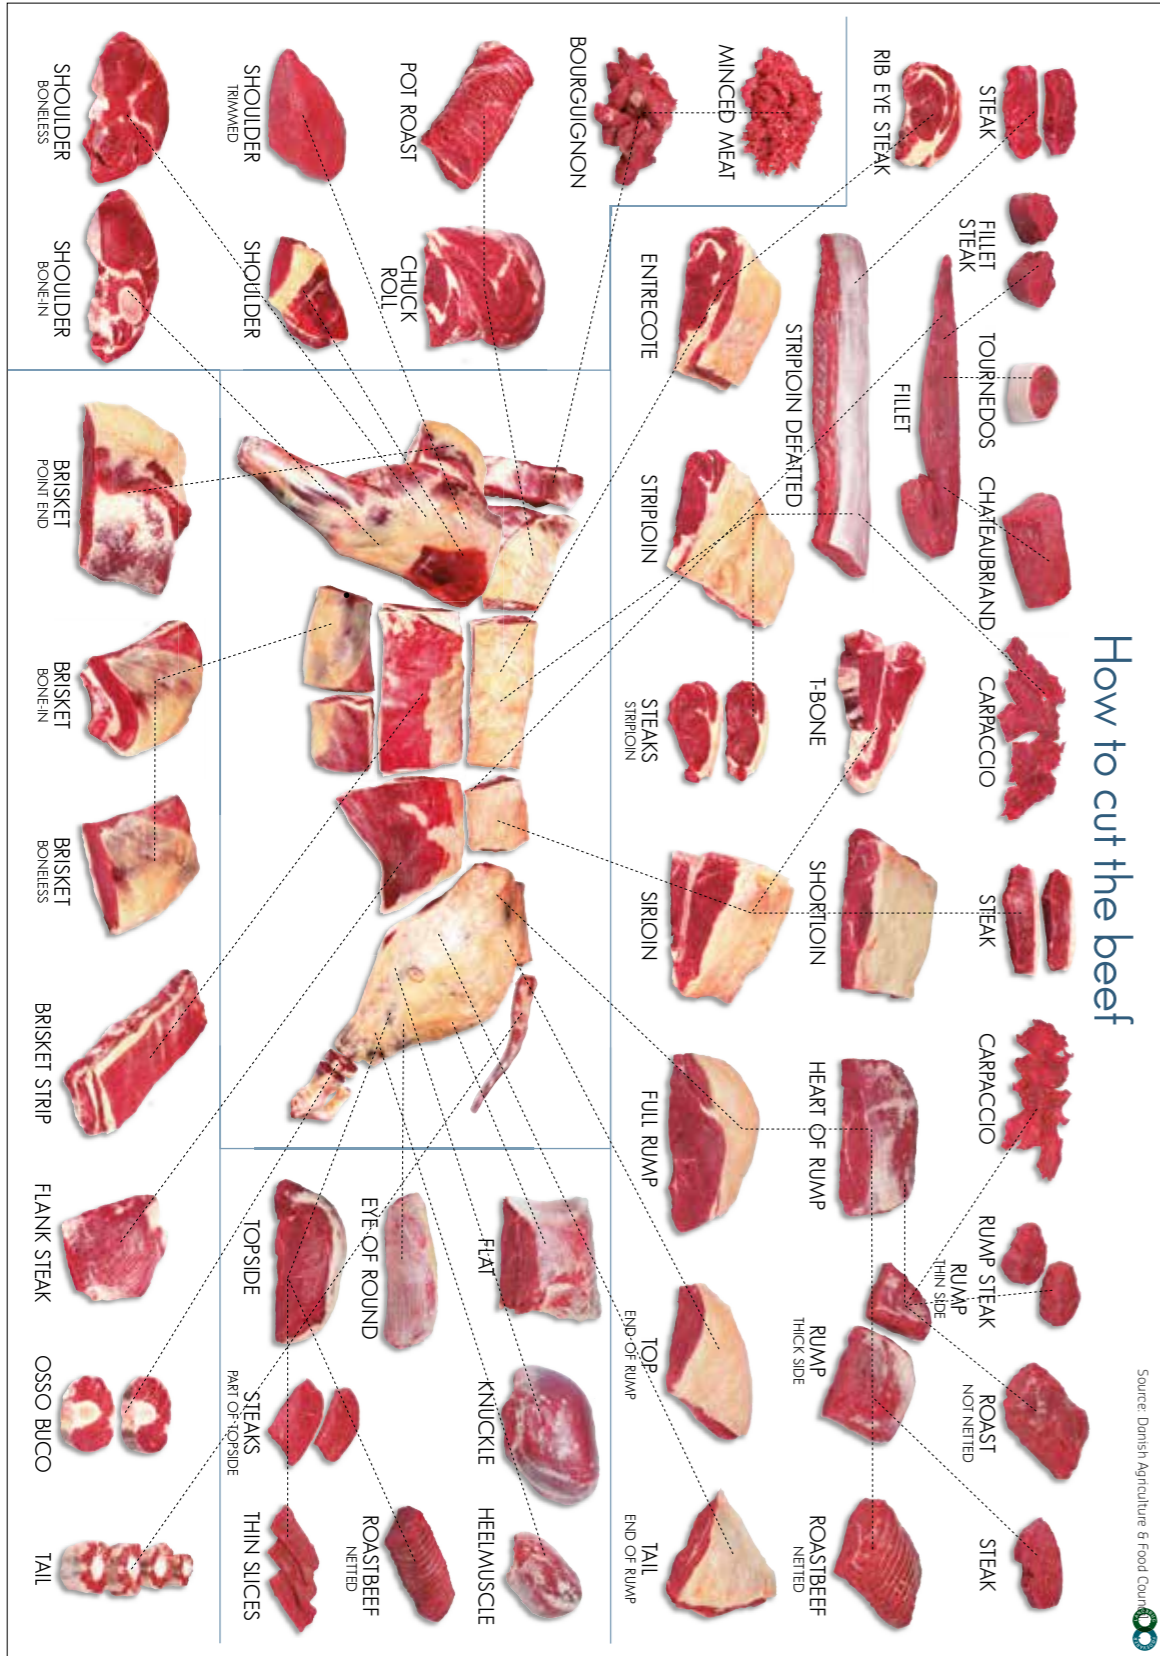 How to cut the beef
Source: Danish Agriculture & Food Council
STEAK
FILLET
STEAK
TOURNEDOS
CHATEAUBRIAND
CARPACCIO
STEAK
CARPACCIO
RUMP STEAK
ROAST
NOT NETTED
STEAK
RIB EYE STEAK
FILLET
RUMP
THIN SIDE
STRIPLOIN DEFATTED
T-BONE
SHORTLOIN
HEART OF RUMP
RUMP
THICK SIDE
ROASTBEEF
NETTED
MINCED MEAT
ENTRECOTE
STRIPLOIN
STEAKS
STRIPLOIN
SIRLOIN
FULL RUMP
TOP
END OF RUMP
TAIL
END OF RUMP
BOURGUIGNON
FLAT
KNUCKLE
HEELMUSCLE
POT ROAST
CHUCK
ROLL
EYE OF ROUND
ROASTBEEF
NETTED
SHOULDER
TRIMMED
SHOULDER
TOPSIDE
STEAKS
PART OF TOPSIDE
THIN SLICES
SHOULDER
BONELESS
SHOULDER
BONE-IN
BRISKET
POINT END
BRISKET
BONE-IN
BRISKET
BONELESS
BRISKET STRIP
FLANK STEAK
OSSO BUCO
TAIL